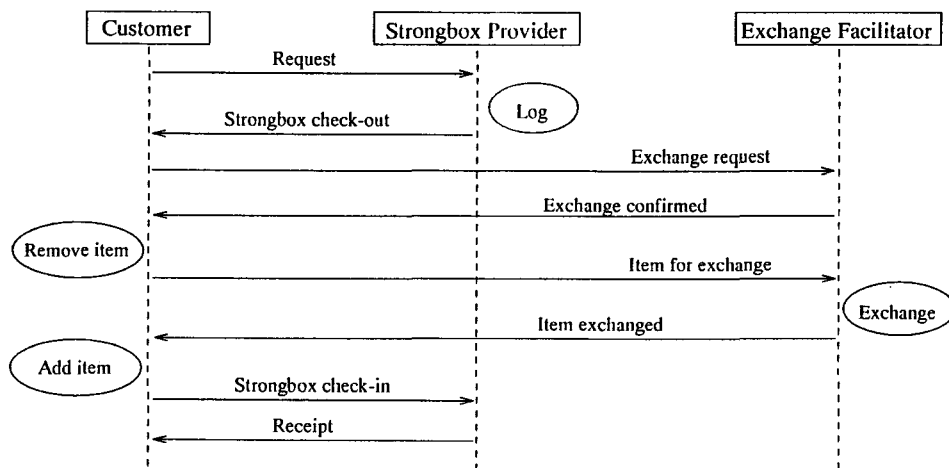 Customer
Strongbox Provider
Exchange Facilitator
Request
Log
Strongbox check-out
Exchange request
Exchange confirmed
Remove item
Item for exchange
Exchange
Item exchanged
Add item
Strongbox check-in
Receipt